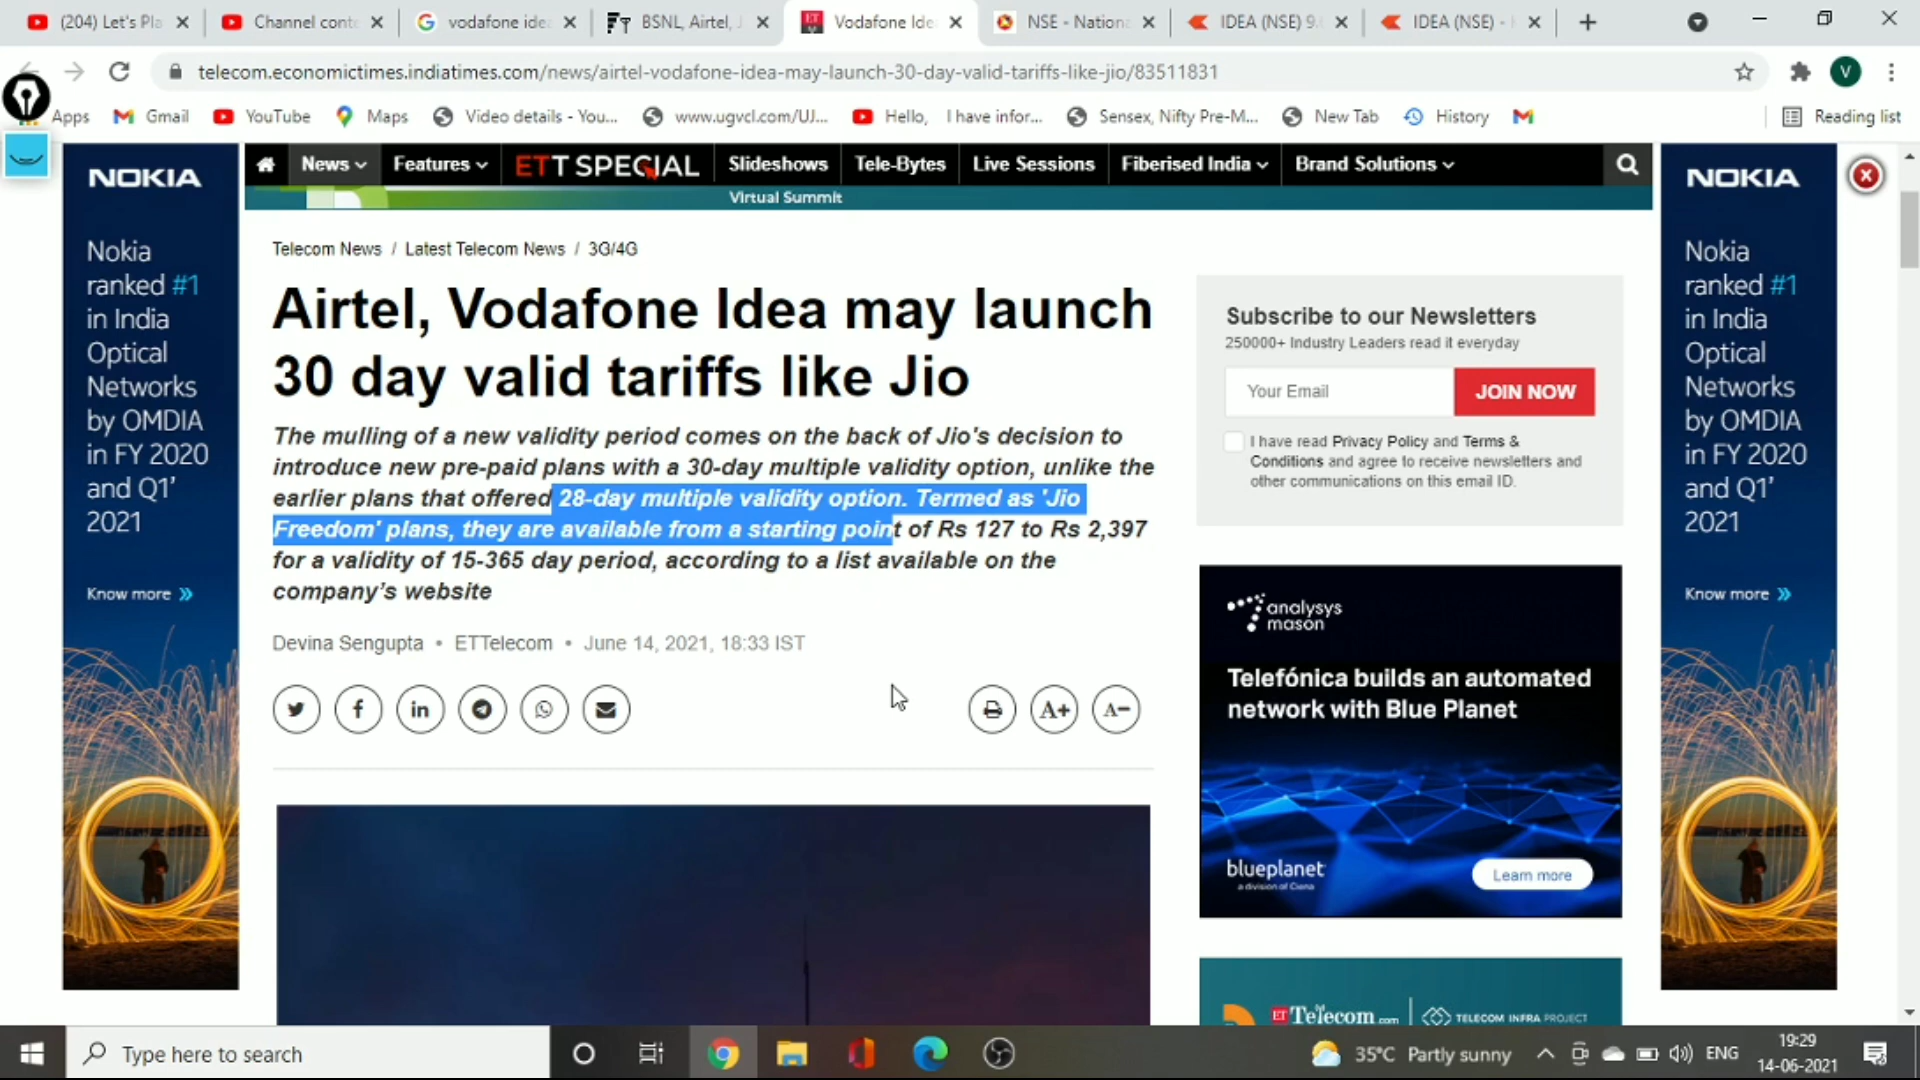 (204) Let's Pla
Channel conte
vodafone idea
BSNL, Airtel, J
Vodafone Ide
NSE - Nationa
IDEA (NSE) 9.
IDEA (NSE) -
telecom.economictimes.indiatimes.com/news/airtel-vodafone-idea-may-launch-30-day-valid-tariffs-like-jio/83511831
V
Apps
Gmail
YouTube
Maps
Video details - You...
www.ugvcl.com/UJ...
Hello, I have infor...
Sensex, Nifty Pre-M...
New Tab
History
Reading list
NOKIA
Nokia
ranked #1
in India
Optical
Networks
by OMDIA
in FY 2020
and Q1'
2021
Know more »
News
Features
ETT SPECIAL
Slideshows
Tele-Bytes
Live Sessions
Fiberised India
Brand Solutions
Virtual Summit
Telecom News / Latest Telecom News / 3G/4G
Airtel, Vodafone Idea may launch
30 day valid tariffs like Jio
The mulling of a new validity period comes on the back of Jio's decision to
introduce new pre-paid plans with a 30-day multiple validity option, unlike the
earlier plans that offered 28-day multiple validity option. Termed as 'Jio
Freedom' plans, they are available from a starting point of Rs 127 to Rs 2,397
for a validity of 15-365 day period, according to a list available on the
company's website
Devina Sengupta • ETTelecom • June 14, 2021, 18:33 IST
A+
A-
Subscribe to our Newsletters
250000+ Industry Leaders read it everyday
Your Email
JOIN NOW
I have read Privacy Policy and Terms &
Conditions and agree to receive newsletters and
other communications on this email ID.
analysys
mason
Telefónica builds an automated
network with Blue Planet
blueplanet
a division of Ciena
Learn more
ET Telecom.com
TELECOM INFRA PROJECT
NOKIA
Nokia
ranked #1
in India
Optical
Networks
by OMDIA
in FY 2020
and Q1'
2021
Know more »
Type here to search
35°C Partly sunny
ENG
19:29
14-06-2021